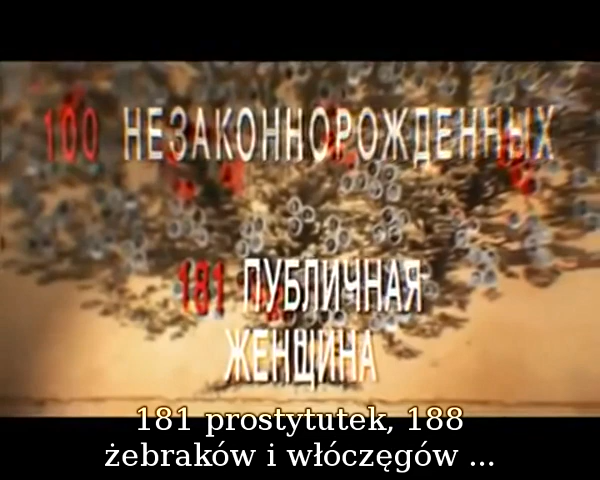 100 НЕЗАКОННОРОЖДЕННЫХ
181 ПУБЛИЧНАЯ
ЖЕНЩИНА
181 prostytutek, 188
żebraków i włóczęgów ...